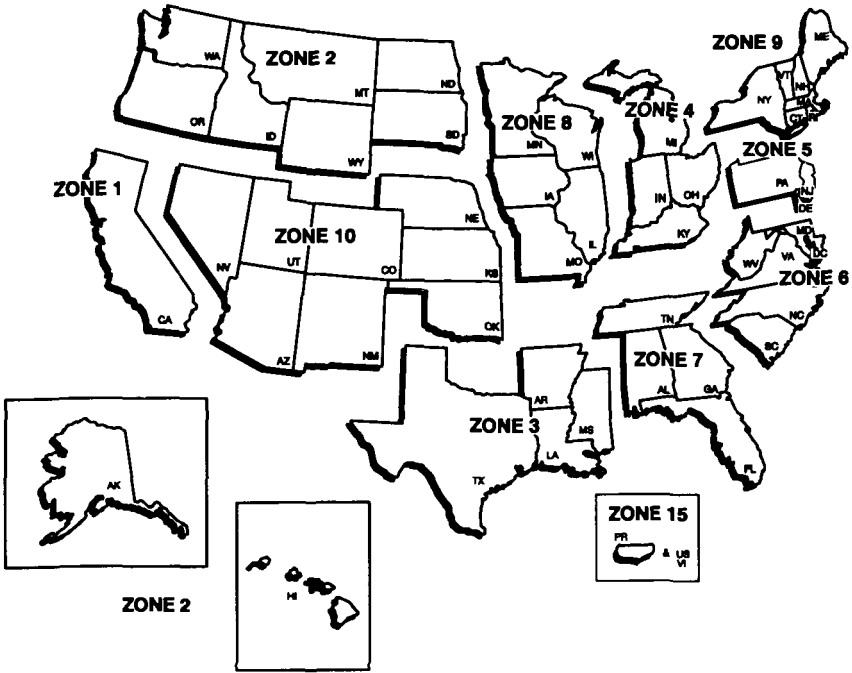 ZONE 9
ME
ZONE 2
WA
MT
ND
VT
NH
NY
MA
CT
RI
OR
ID
WY
SD
ZONE 8
MN
WI
ZONE 4
MI
ZONE 5
PA
NJ
DE
ZONE 1
CA
NV
ZONE 10
UT
CO
NE
KS
IA
MO
IL
IN
OH
KY
MD
DC
WV
VA
ZONE 6
AZ
NM
OK
TN
NC
SC
ZONE 7
AL
GA
FL
ZONE 3
AR
MS
LA
TX
AK
HI
ZONE 2
ZONE 15
PR
& US
VI